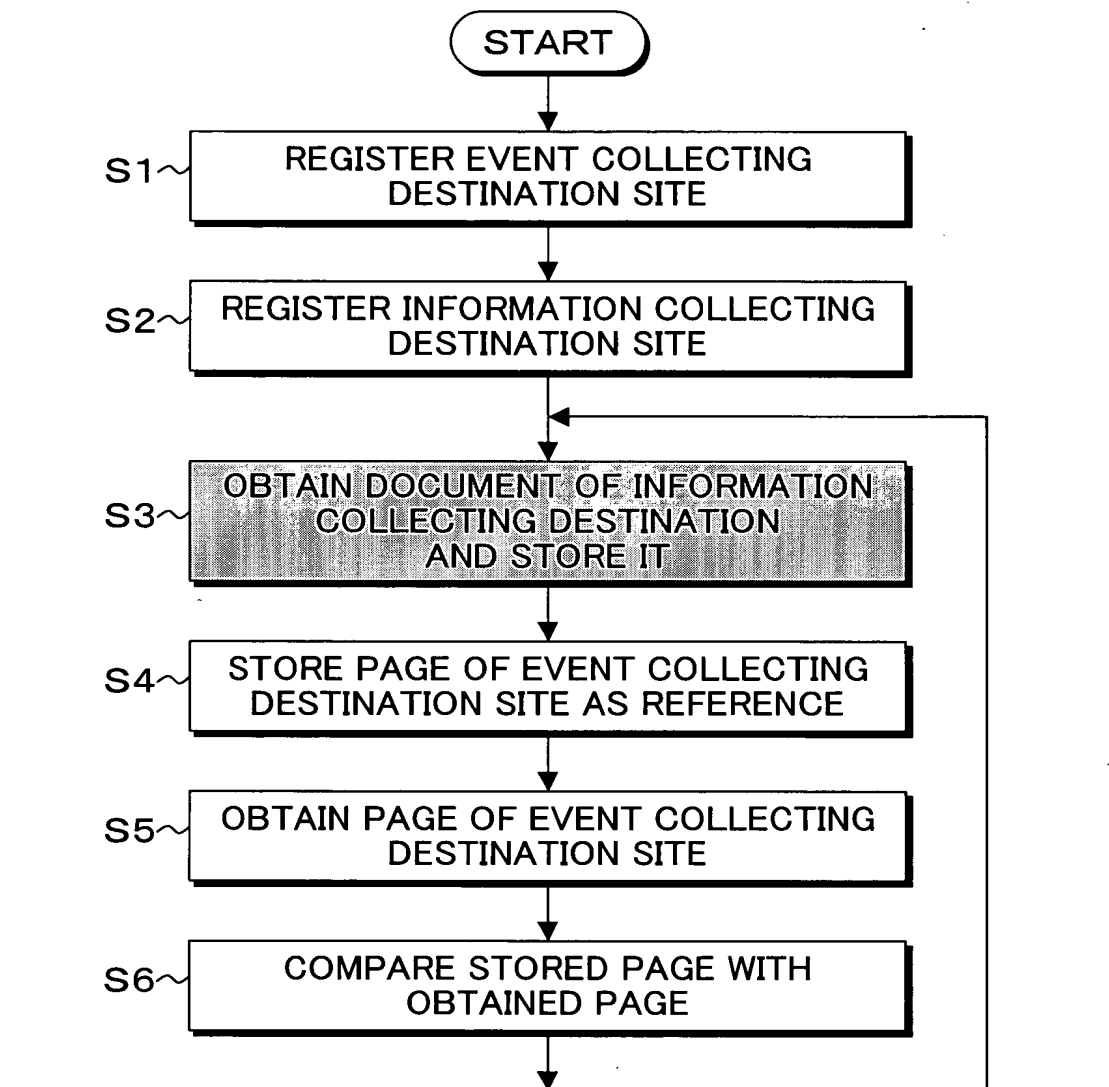 START
S1
REGISTER EVENT COLLECTING
DESTINATION SITE
S2
REGISTER INFORMATION COLLECTING
DESTINATION SITE
S3
OBTAIN DOCUMENT OF INFORMATION
COLLECTING DESTINATION
AND STORE IT
S4
STORE PAGE OF EVENT COLLECTING
DESTINATION SITE AS REFERENCE
S5
OBTAIN PAGE OF EVENT COLLECTING
DESTINATION SITE
S6
COMPARE STORED PAGE WITH
OBTAINED PAGE